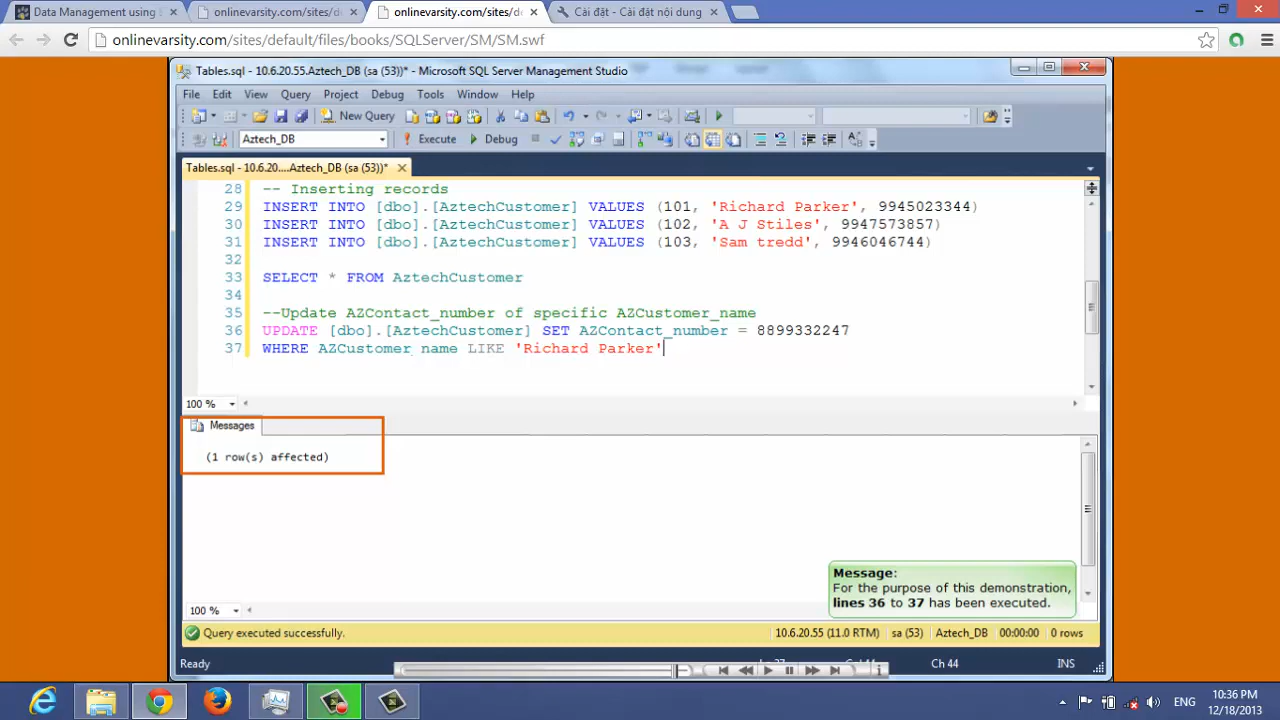 Data Management using
onlinevarsity.com/sites/de
onlinevarsity.com/sites/de
Cài đặt - Cài đặt nội dung
onlinevarsity.com/sites/default/files/books/SQLServer/SM/SM.swf
Tables.sql - 10.6.20.55.Aztech_DB (sa (53))* - Microsoft SQL Server Management Studio
File Edit View Query Project Debug Tools Window Help
New Query
Aztech_DB
! Execute Debug
Tables.sql - 10.6.20....Aztech_DB (sa (53))*
28 -- Inserting records
29 INSERT INTO [dbo].[AztechCustomer] VALUES (101, 'Richard Parker', 9945023344)
30 INSERT INTO [dbo].[AztechCustomer] VALUES (102, 'A J Stiles', 9947573857)
31 INSERT INTO [dbo].[AztechCustomer] VALUES (103, 'Sam tredd', 9946046744)
32
33 SELECT * FROM AztechCustomer
34
35 --Update AZContact_number of specific AZCustomer_name
36 UPDATE [dbo].[AztechCustomer] SET AZContact_number = 8899332247
37 WHERE AZCustomer_name LIKE 'Richard Parker'
100 %
Messages
(1 row(s) affected)
Message:
For the purpose of this demonstration,
lines 36 to 37 has been executed.
100 %
Query executed successfully.
10.6.20.55 (11.0 RTM) sa (53) Aztech_DB 00:00:00 0 rows
Ready
Ch 44
INS
ENG
10:36 PM
12/18/2013